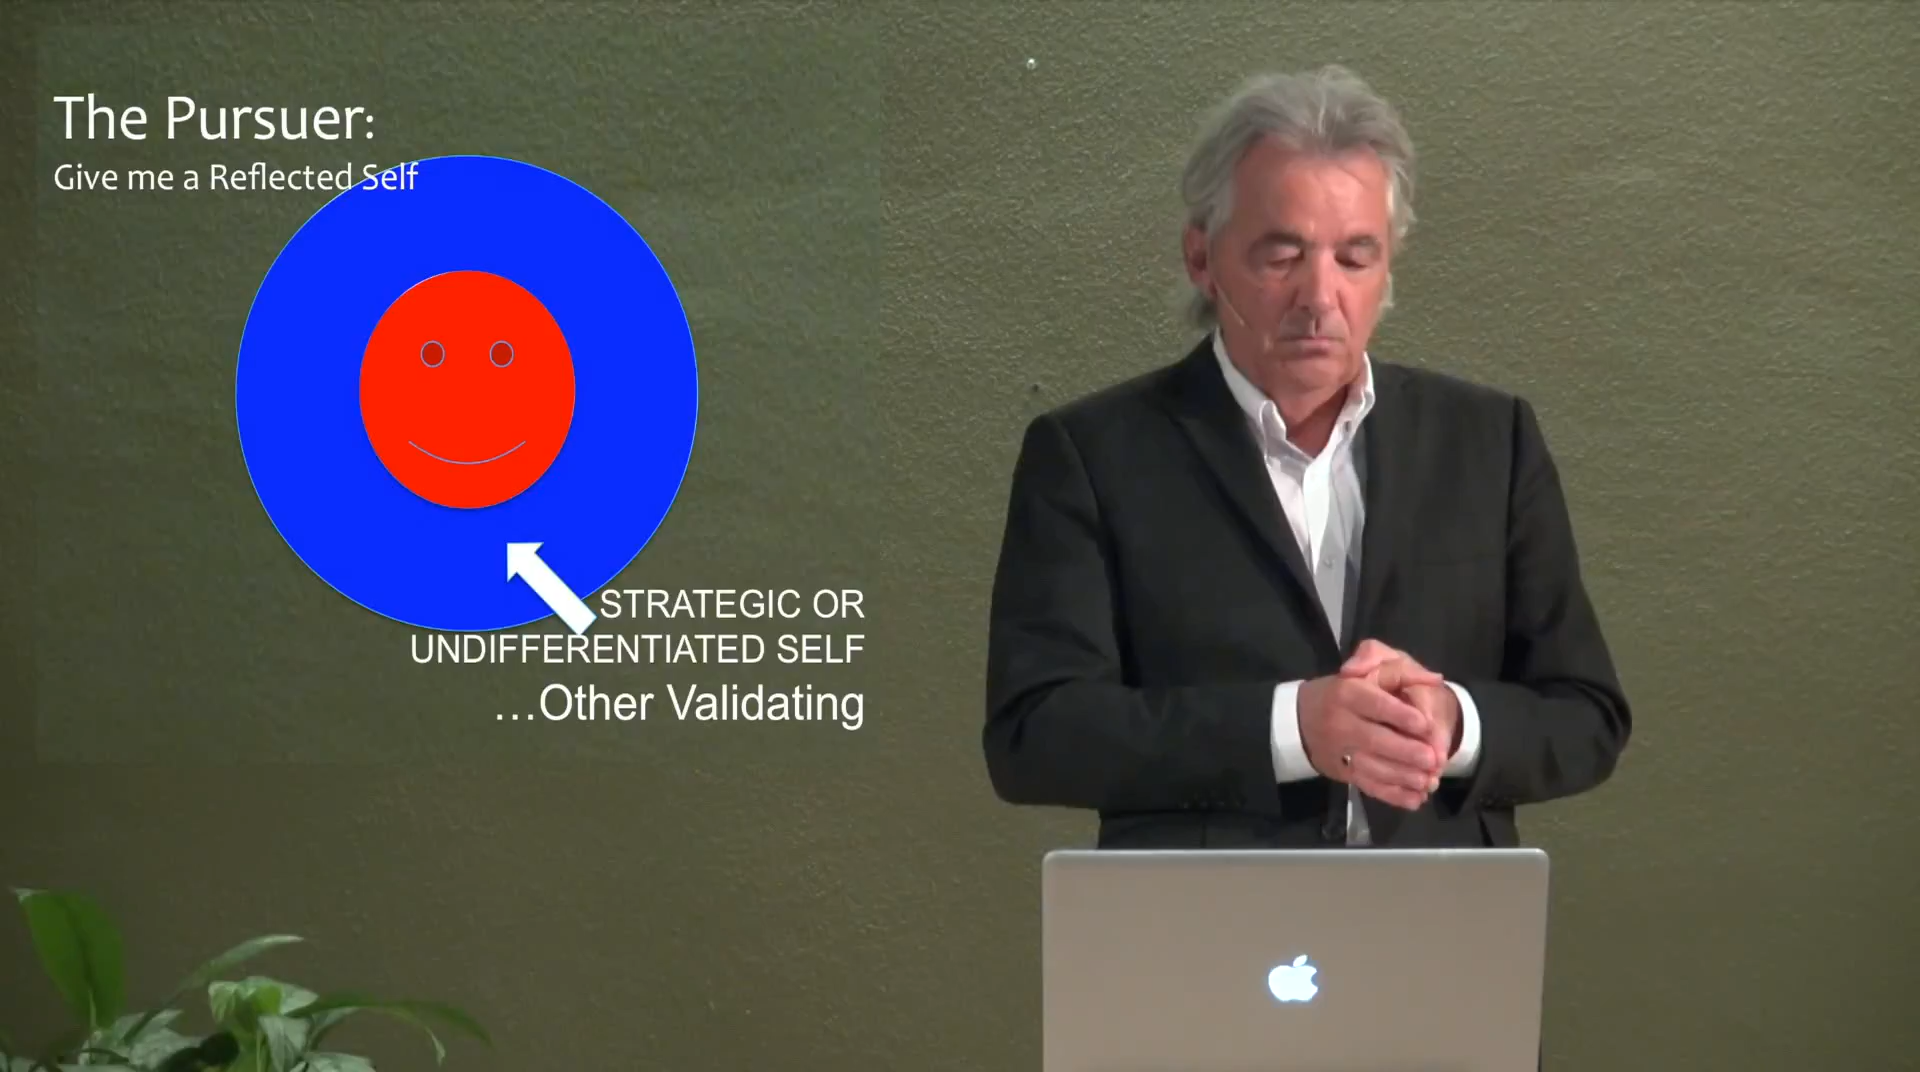 The Pursuer:
Give me a Reflected Self
STRATEGIC OR
UNDIFFERENTIATED SELF
…Other Validating